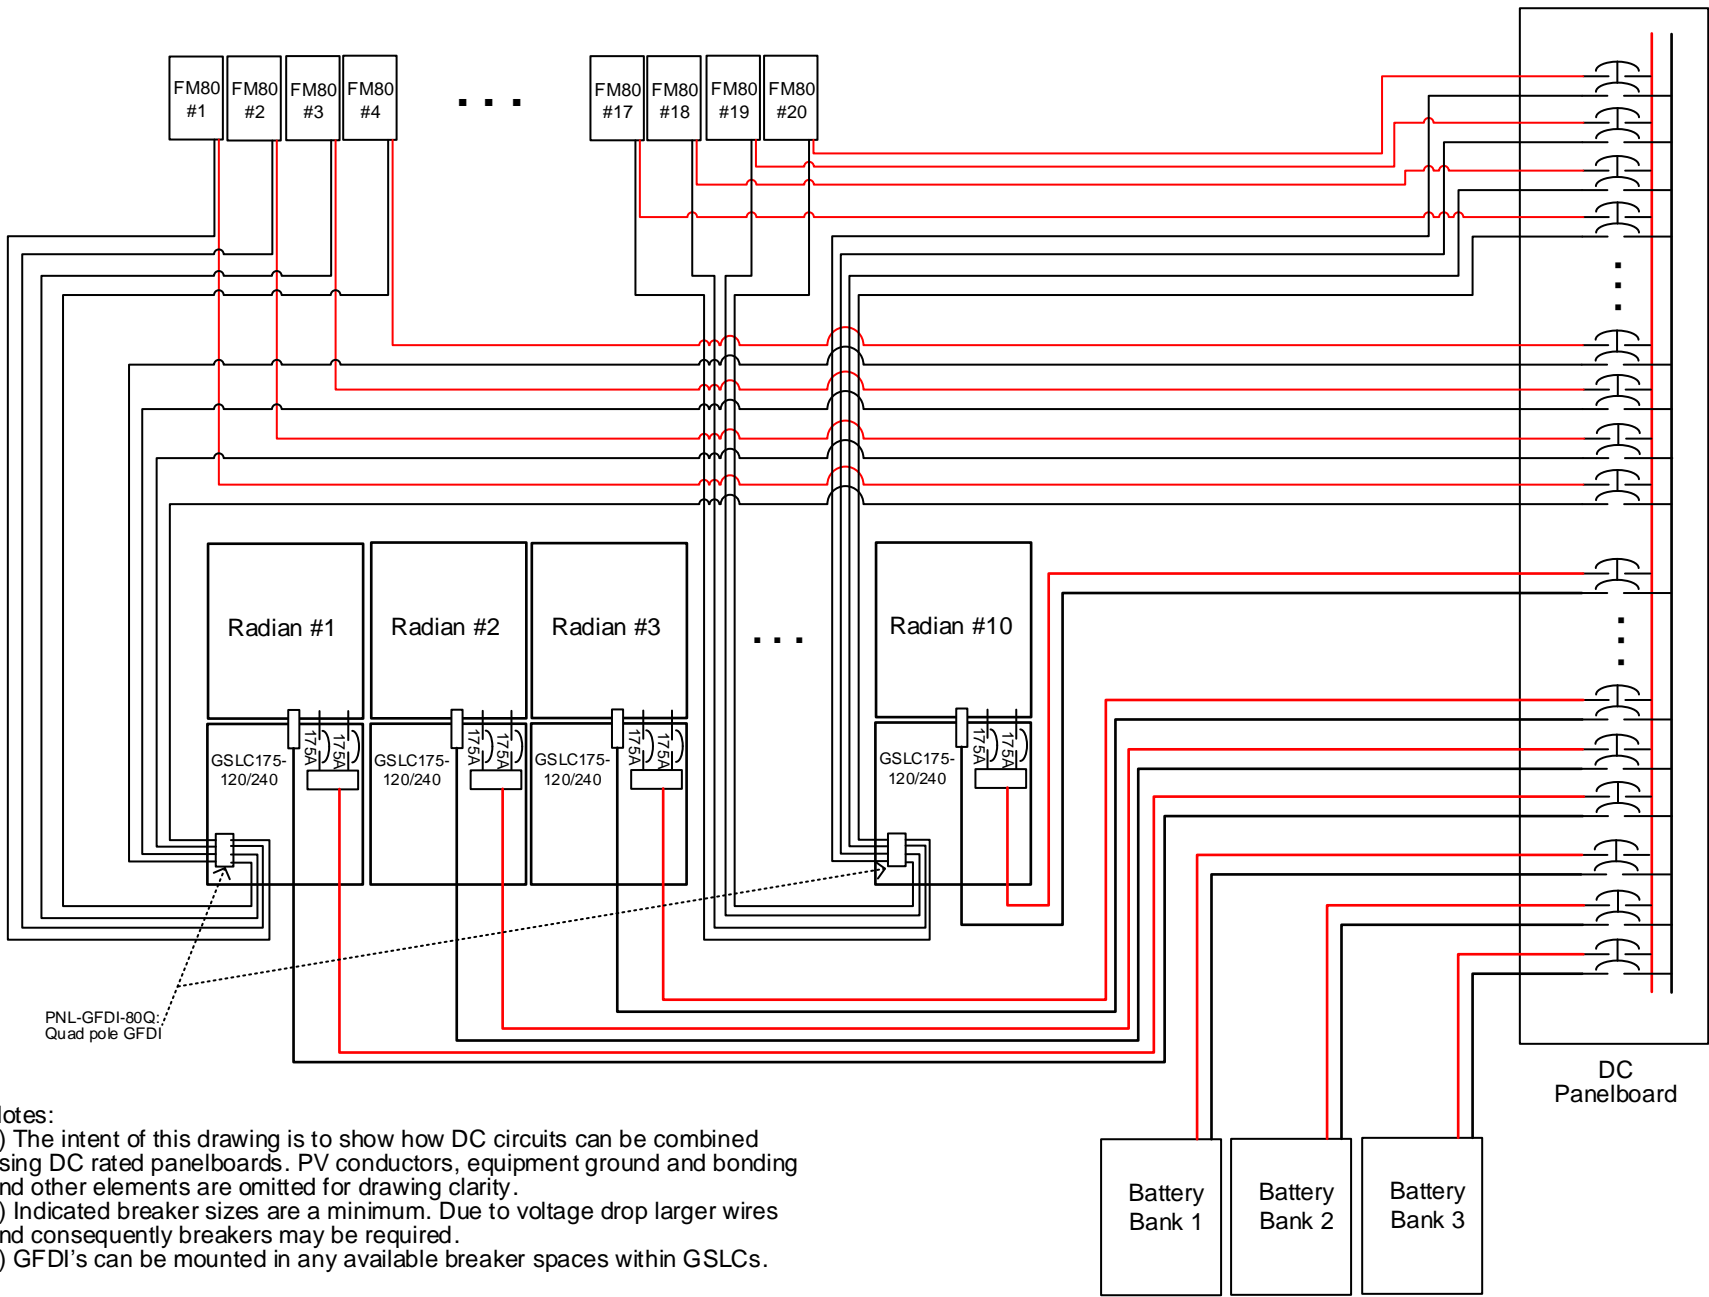 FM80 #1
FM80 #2
FM80 #3
FM80 #4
FM80 #17
FM80 #18
FM80 #19
FM80 #20
Radian #1
Radian #2
Radian #3
Radian #10
175A
175A
175A
175A
175A
175A
175A
175A
GSLC175-
120/240
GSLC175-
120/240
GSLC175-
120/240
GSLC175-
120/240
PNL-GFDI-80Q:
Quad pole GFDI
DC
Panelboard
Battery
Bank 1
Battery
Bank 2
Battery
Bank 3
otes:
) The intent of this drawing is to show how DC circuits can be combined
sing DC rated panelboards. PV conductors, equipment ground and bonding
nd other elements are omitted for drawing clarity.
) Indicated breaker sizes are a minimum. Due to voltage drop larger wires
nd consequently breakers may be required.
) GFDI's can be mounted in any available breaker spaces within GSLCs.